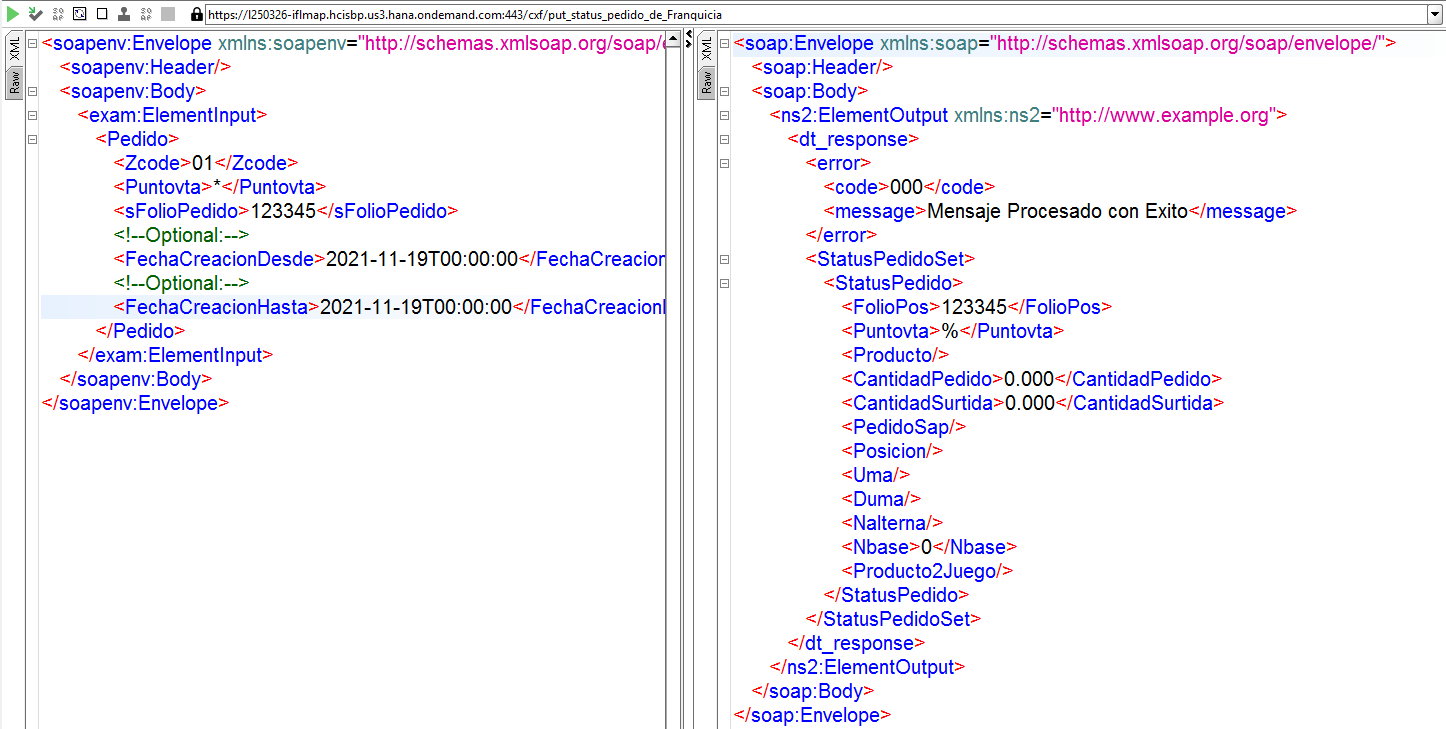 https://l250326-iflmap.hcisbp.us3.hana.ondemand.com:443/cxf/put_status_pedido_de_Franquicia
XML
Raw
<soapenv:Envelope xmlns:soapenv="http://schemas.xmlsoap.org/soap/e
<soapenv:Header/>
<soapenv:Body>
<exam:ElementInput>
<Pedido>
<Zcode>01</Zcode>
<Puntovta>*</Puntovta>
<sFolioPedido>123345</sFolioPedido>
<!--Optional:-->
<FechaCreacionDesde>2021-11-19T00:00:00</FechaCreacion
<!--Optional:-->
<FechaCreacionHasta>2021-11-19T00:00:00</FechaCreacionH
</Pedido>
</exam:ElementInput>
</soapenv:Body>
</soapenv:Envelope>
XML
Raw
<soap:Envelope xmlns:soap="http://schemas.xmlsoap.org/soap/envelope/">
<soap:Header/>
<soap:Body>
<ns2:ElementOutput xmlns:ns2="http://www.example.org">
<dt_response>
<error>
<code>000</code>
<message>Mensaje Procesado con Exito</message>
</error>
<StatusPedidoSet>
<StatusPedido>
<FolioPos>123345</FolioPos>
<Puntovta>%</Puntovta>
<Producto/>
<CantidadPedido>0.000</CantidadPedido>
<CantidadSurtida>0.000</CantidadSurtida>
<PedidoSap/>
<Posicion/>
<Uma/>
<Duma/>
<Nalterna/>
<Nbase>0</Nbase>
<Producto2Juego/>
</StatusPedido>
</StatusPedidoSet>
</dt_response>
</ns2:ElementOutput>
</soap:Body>
</soap:Envelope>